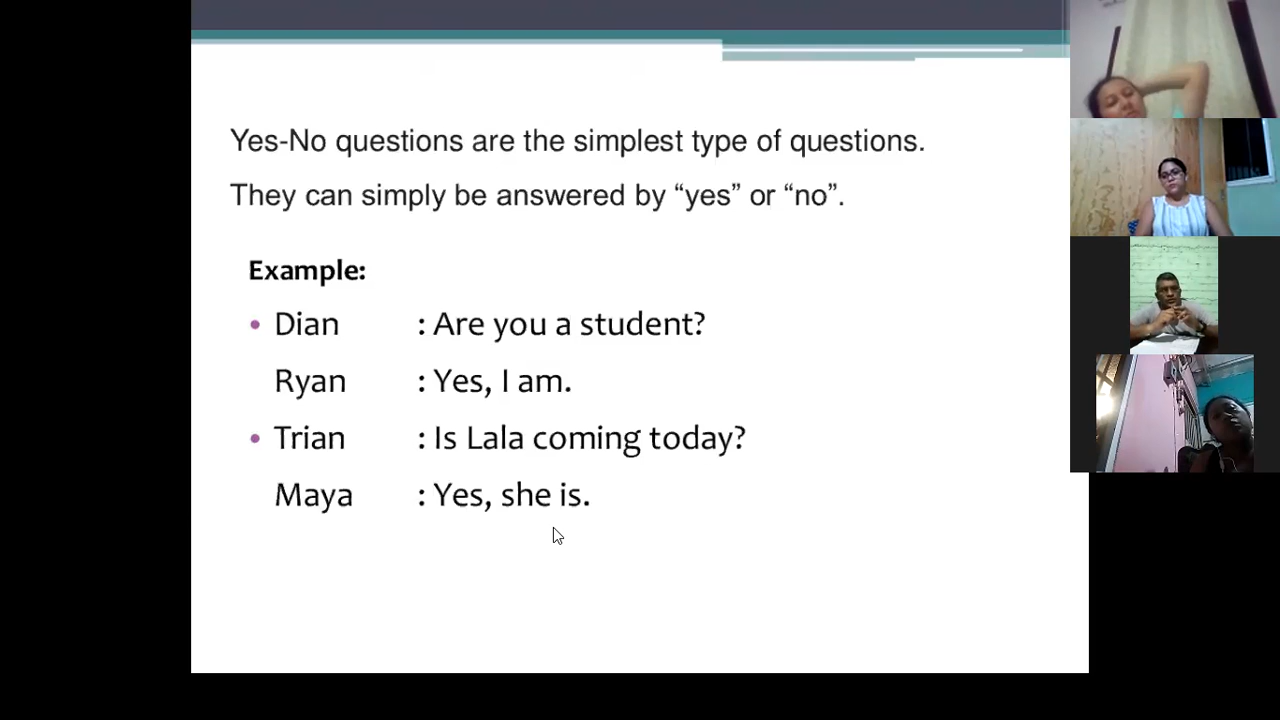 Yes-No questions are the simplest type of questions.
They can simply be answered by “yes” or “no”.
Example:
• Dian : Are you a student?
Ryan : Yes, I am.
• Trian : Is Lala coming today?
Maya : Yes, she is.